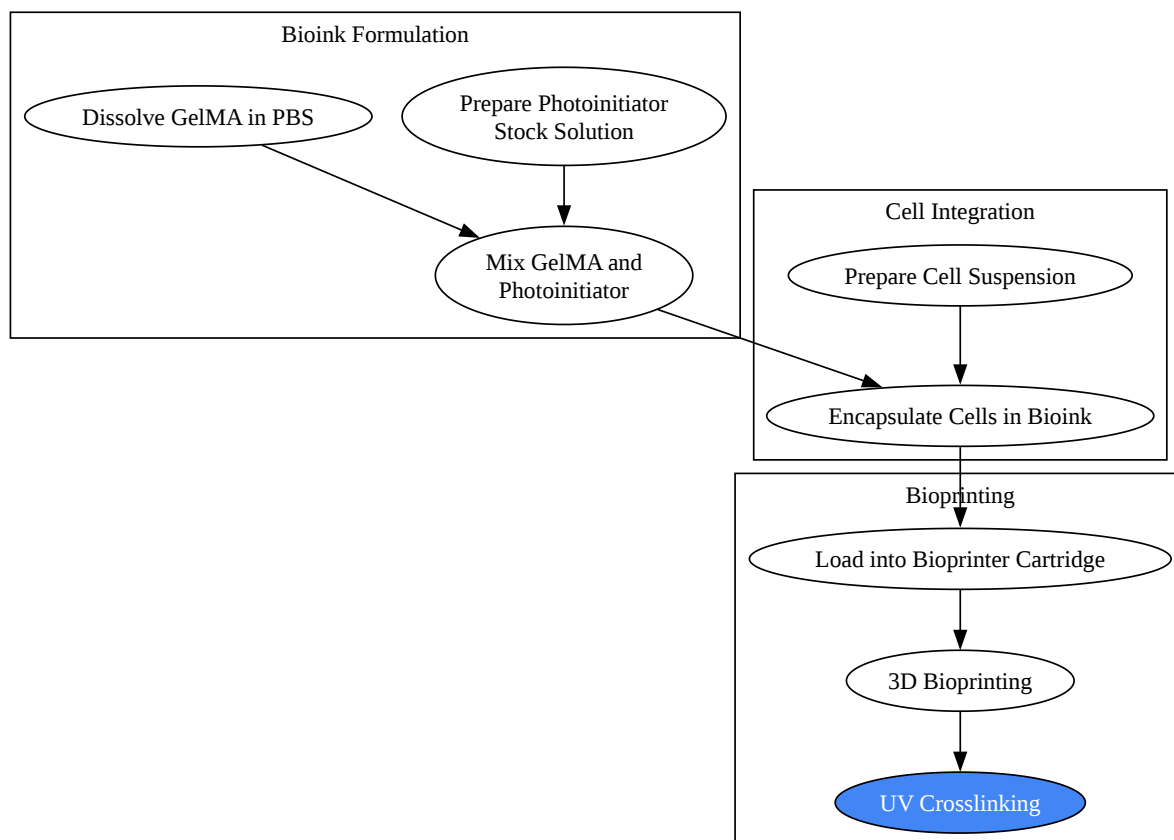 Bioink Formulation
Dissolve GelMA in PBS
Prepare Photoinitiator
Stock Solution
Mix GelMA and
Photoinitiator
Cell Integration
Prepare Cell Suspension
Encapsulate Cells in Bioink
Bioprinting
Load into Bioprinter Cartridge
3D Bioprinting
UV Crosslinking